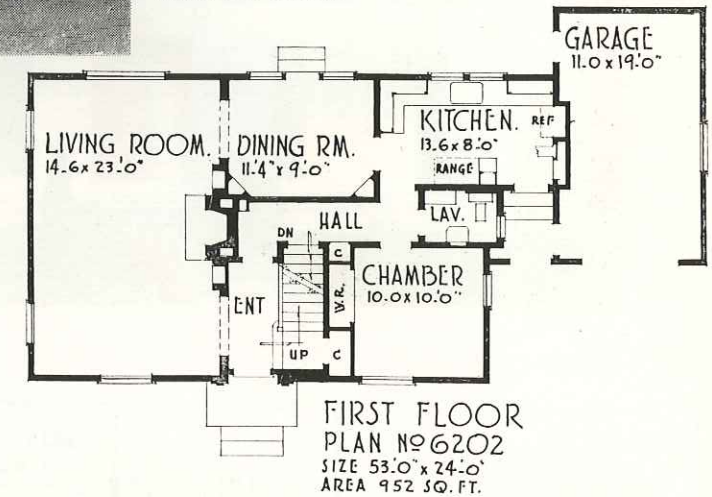 GARAGE
11.0 x 19'.0"
LIVING ROOM.
14'.6 x 23'.0"
DINING RM.
11'.4" x 9'.0"
KITCHEN.
13'.6 x 8'.0"
REF
RANGE
HALL
LAV.
DN
C
CHAMBER
10.0 x 10'.0"
W.R.
ENT
UP
C
FIRST FLOOR
PLAN No 6202
SIZE 53'.0" x 24'.0"
AREA 952 SQ. FT.